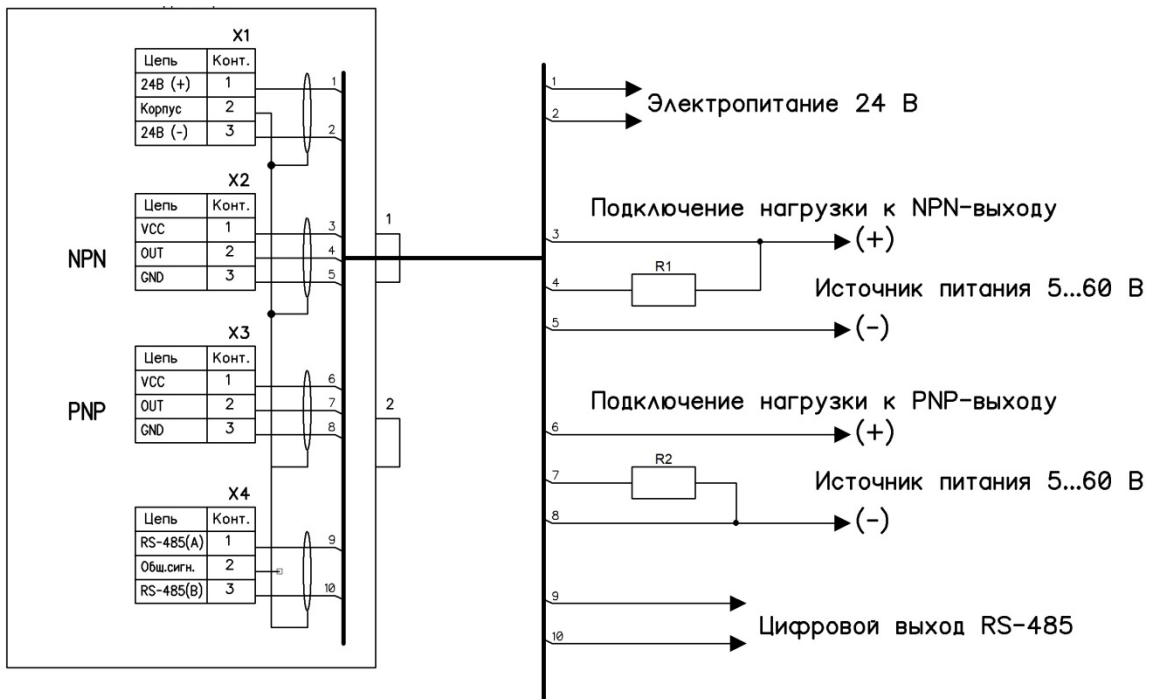 X1
Цепь Конт.
24В (+) 1
Корпус 2
24В (-) 3
1
2
X2
Цепь Конт.
VCC 1
OUT 2
GND 3
NPN
3
4
5
1
X3
Цепь Конт.
VCC 1
OUT 2
GND 3
PNP
6
7
8
2
X4
Цепь Конт.
RS-485(A) 1
Общ.сигн. 2
RS-485(B) 3
9
10
1
2
Электропитание 24 В
Подключение нагрузки к NPN-выходу
3
(+)
4
R1
Источник питания 5...60 В
5
(-)
Подключение нагрузки к PNP-выходу
6
(+)
7
R2
Источник питания 5...60 В
8
(-)
9
10
Цифровой выход RS-485